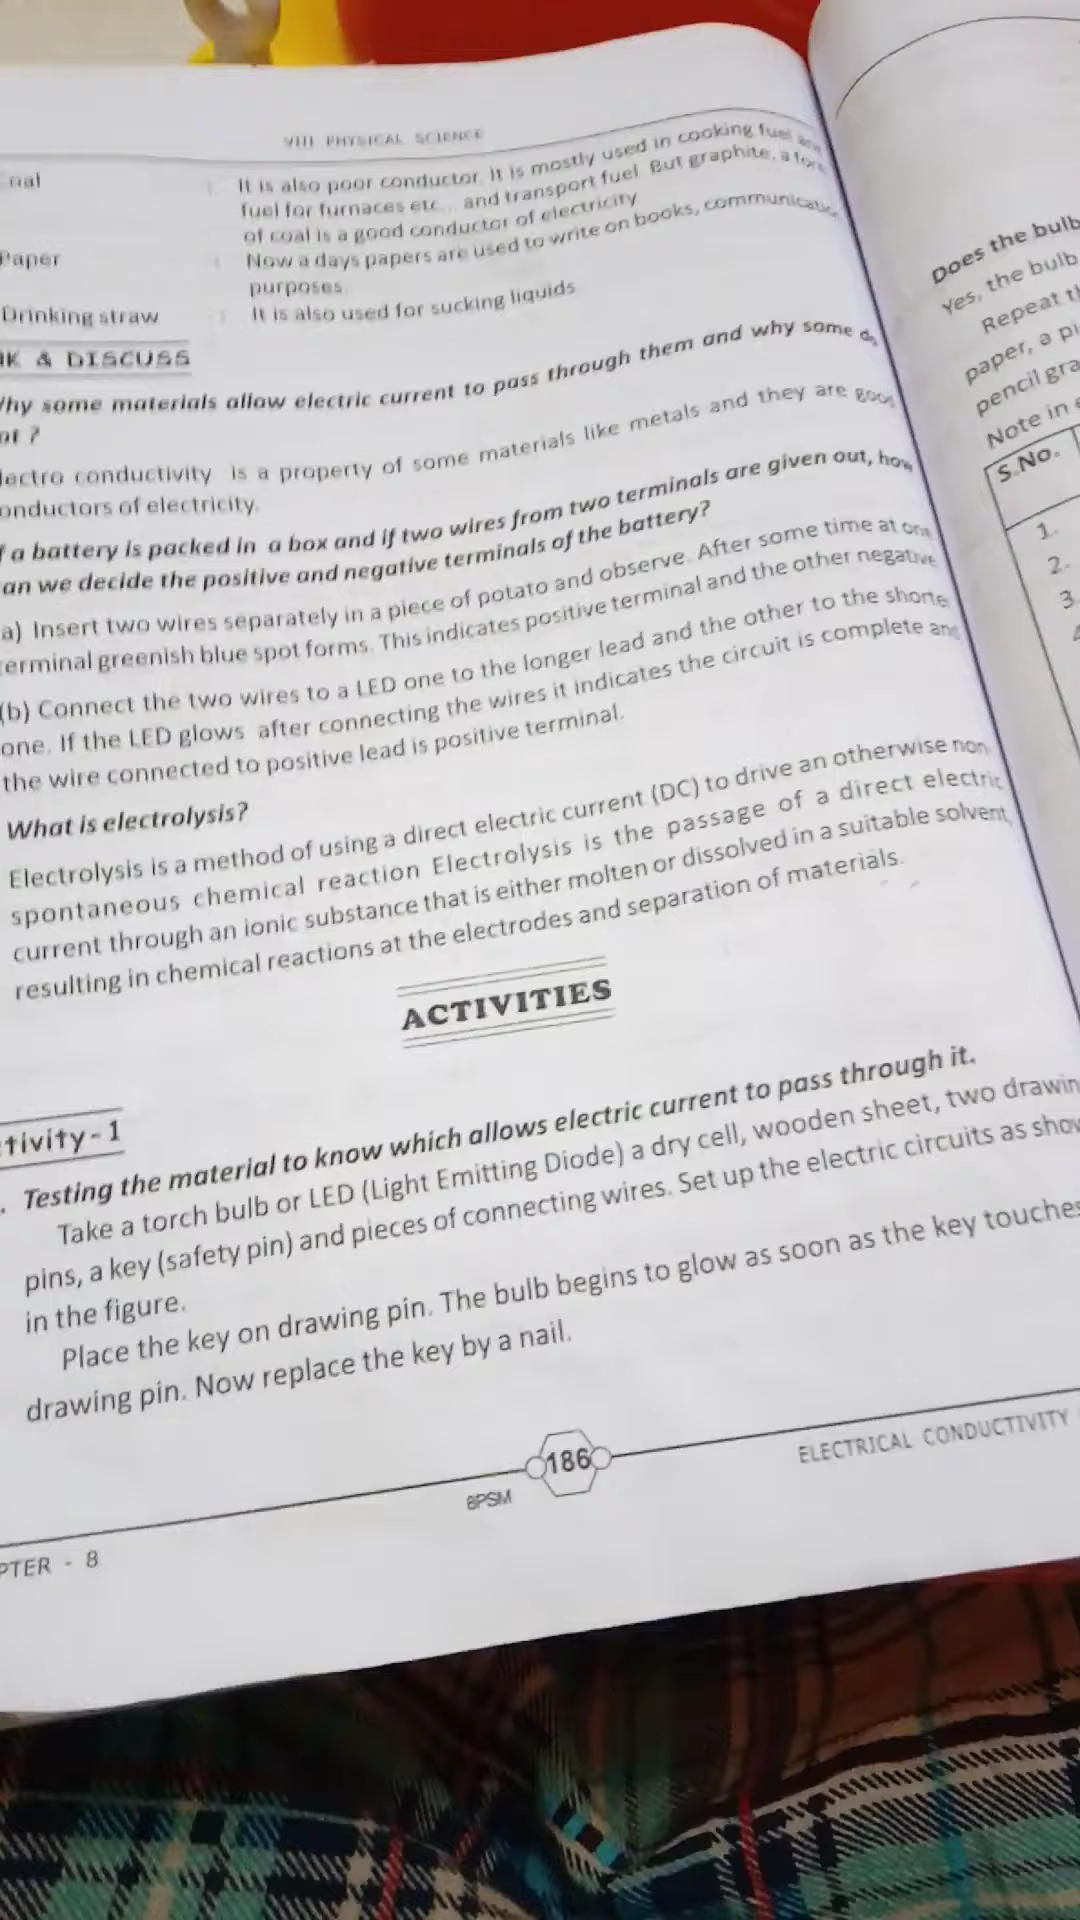 VIII PHYSICAL SCIENCE
oal : It is also poor conductor. It is mostly used in cooking fuel
fuel for furnaces etc... and transport fuel. But graphite, a
of coal is a good conductor of electricity
Paper : Now a days papers are used to write on books,
purposes.
Drinking straw : It is also used for sucking liquids
& DISCUSS
hy some materials allow electric current to pass through them and why some
ot ?
lectro conductivity is a property of some materials like metals and they are good
onductors of electricity.
f a battery is packed in a box and if two wires from two terminals are given out, how
an we decide the positive and negative terminals of the battery?
a) Insert two wires separately in a piece of potato and observe. After some time at one
erminal greenish blue spot forms. This indicates positive terminal and the other negative
(b) Connect the two wires to a LED one to the longer lead and the other to the shorte
one. If the LED glows after connecting the wires it indicates the circuit is complete and
the wire connected to positive lead is positive terminal.
What is electrolysis?
Electrolysis is a method of using a direct electric current (DC) to drive an otherwise non
spontaneous chemical reaction Electrolysis is the passage of a direct electric
current through an ionic substance that is either molten or dissolved in a suitable solvent,
resulting in chemical reactions at the electrodes and separation of materials.
ACTIVITIES
tivity - 1
. Testing the material to know which allows electric current to pass through it.
Take a torch bulb or LED (Light Emitting Diode) a dry cell, wooden sheet, two drawin
pins, a key (safety pin) and pieces of connecting wires. Set up the electric circuits as show
in the figure.
Place the key on drawing pin. The bulb begins to glow as soon as the key touches
drawing pin. Now replace the key by a nail.
186
8PSM
PTER - 8
ELECTRICAL CONDUCTIVITY
Does the bulb
Yes, the bulb
Repeat th
paper, a pi
pencil gra
Note in
S.No.
1.
2.
3.